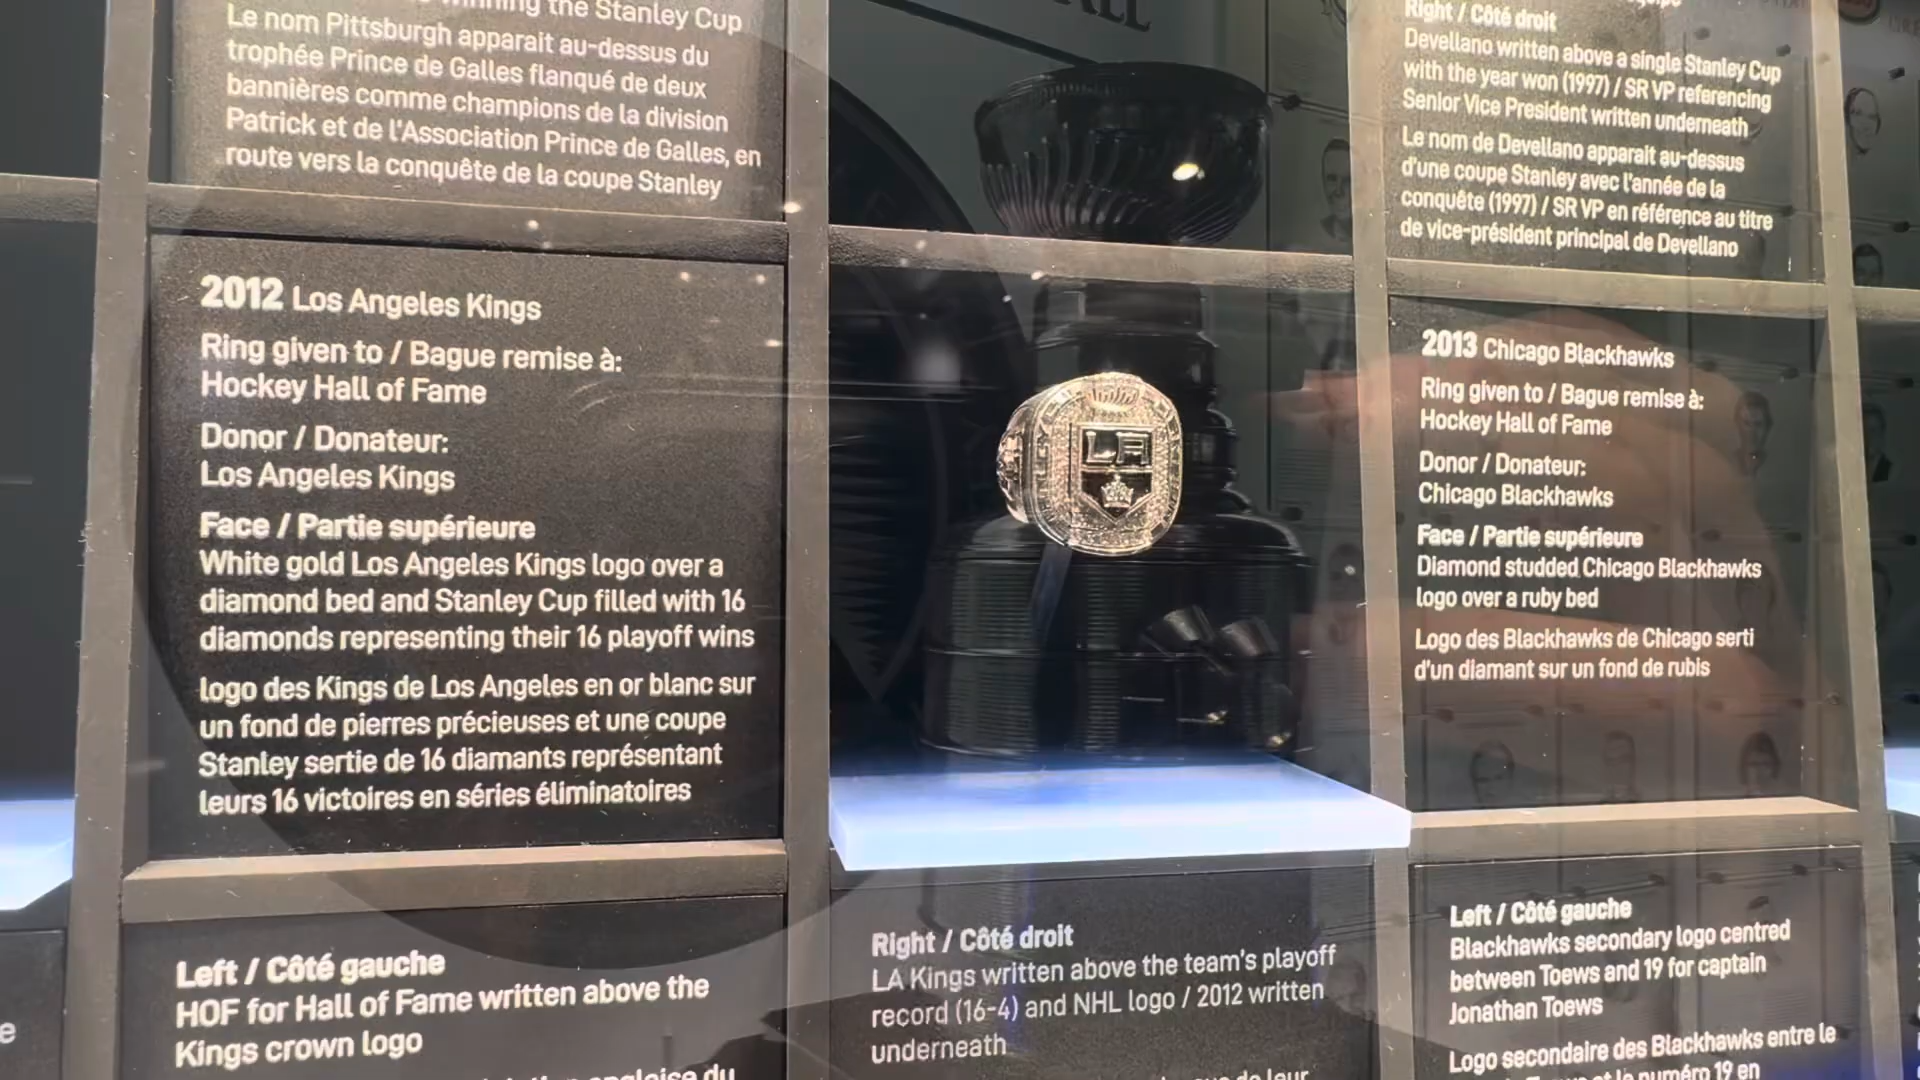 winning the Stanley Cup
Le nom Pittsburgh apparait au-dessus du
trophée Prince de Galles flanqué de deux
bannières comme champions de la division
Patrick et de l'Association Prince de Galles, en
route vers la conquête de la coupe Stanley
Right / Côté droit
Devellano written above a single Stanley Cup
with the year won (1997) / SR VP referencing
Senior Vice President written underneath
Le nom de Devellano apparait au-dessus
d'une coupe Stanley avec l'année de la
conquête (1997) / SR VP en référence au titre
de vice-président principal de Devellano
2012 Los Angeles Kings
Ring given to / Bague remise à:
Hockey Hall of Fame
Donor / Donateur:
Los Angeles Kings
Face / Partie supérieure
White gold Los Angeles Kings logo over a
diamond bed and Stanley Cup filled with 16
diamonds representing their 16 playoff wins
logo des Kings de Los Angeles en or blanc sur
un fond de pierres précieuses et une coupe
Stanley sertie de 16 diamants représentant
leurs 16 victoires en séries éliminatoires
LA
2013 Chicago Blackhawks
Ring given to / Bague remise à:
Hockey Hall of Fame
Donor / Donateur:
Chicago Blackhawks
Face / Partie supérieure
Diamond studded Chicago Blackhawks
logo over a ruby bed
Logo des Blackhawks de Chicago serti
d'un diamant sur un fond de rubis
Left / Côté gauche
HOF for Hall of Fame written above the
Kings crown logo
Right / Côté droit
LA Kings written above the team's playoff
record (16-4) and NHL logo / 2012 written
underneath
Left / Côté gauche
Blackhawks secondary logo centred
between Toews and 19 for captain
Jonathan Toews
Logo secondaire des Blackhawks entre le
et le numéro 19 en